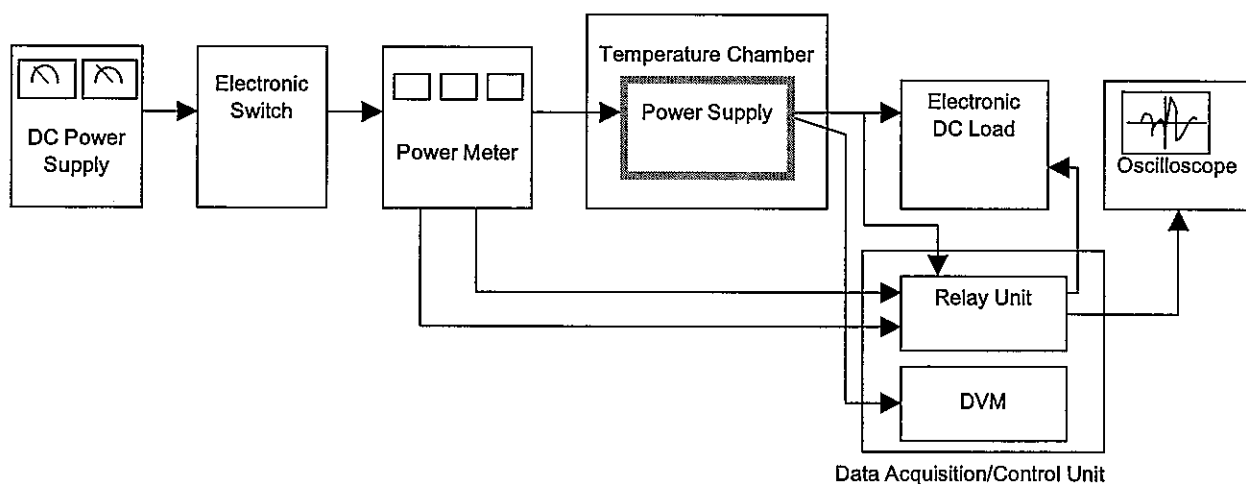 DC Power
Supply
Electronic
Switch
Power Meter
Temperature Chamber
Power Supply
Electronic
DC Load
Oscilloscope
Relay Unit
DVM
Data Acquisition/Control Unit